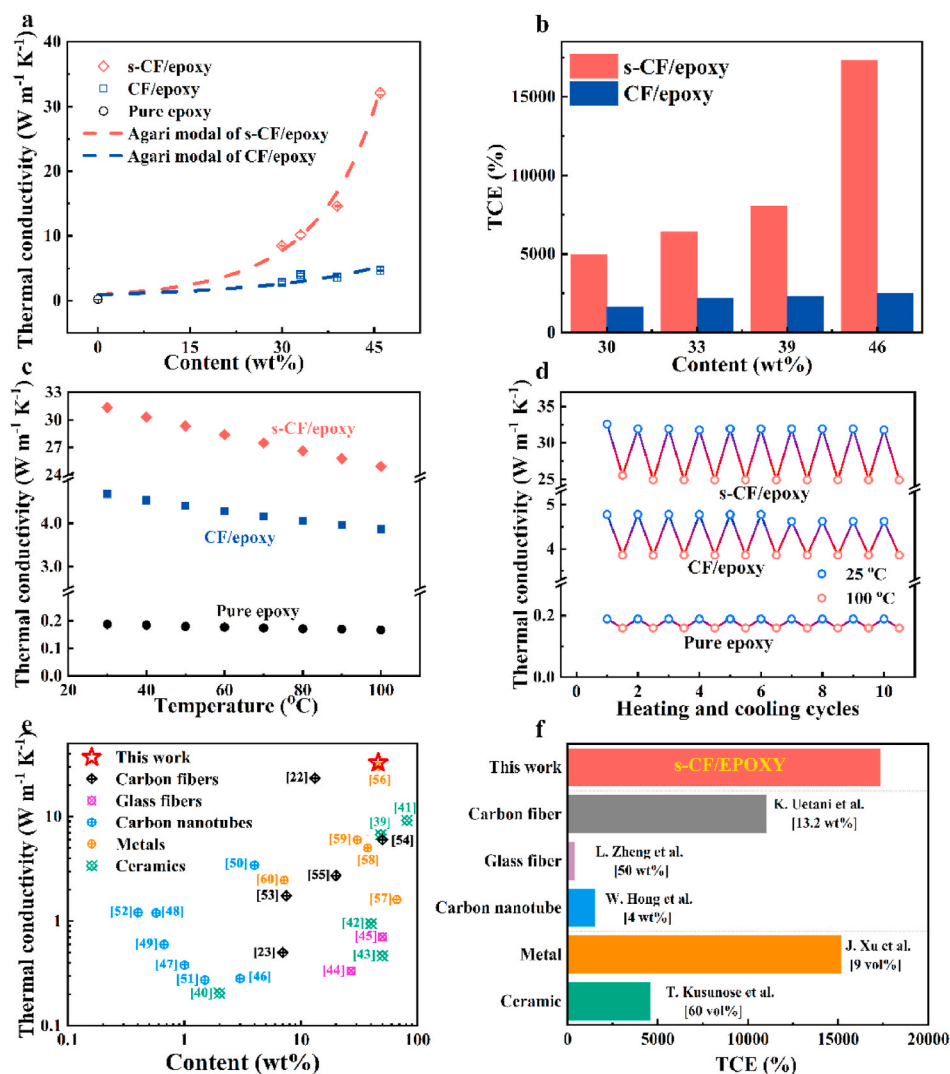 a
Thermal conductivity (W m⁻¹ K⁻¹)
40
30
20
10
0
s-CF/epoxy
CF/epoxy
Pure epoxy
Agari modal of s-CF/epoxy
Agari modal of CF/epoxy
0
15
30
45
Content (wt%)
b
TCE (%)
15000
10000
5000
0
s-CF/epoxy
CF/epoxy
30
33
39
46
Content (wt%)
c
Thermal conductivity (W m⁻¹ K⁻¹)
33
30
27
24
4.0
3.0
0.2
0.1
0.0
s-CF/epoxy
CF/epoxy
Pure epoxy
20
40
60
80
100
Temperature (°C)
d
Thermal conductivity (W m⁻¹ K⁻¹)
35
30
25
5
4
0.2
0.0
s-CF/epoxy
CF/epoxy
25 °C
100 °C
Pure epoxy
0
2
4
6
8
10
Heating and cooling cycles
e
Thermal conductivity (W m⁻¹ K⁻¹)
10
1
0.1
This work
Carbon fibers
Glass fibers
Carbon nanotubes
Metals
Ceramics
[22]
[56]
[41]
[39]
[59]
[54]
[58]
[50]
[60]
[55]
[53]
[57]
[52]
[48]
[42]
[45]
[49]
[23]
[43]
[47]
[44]
[51]
[46]
[40]
0.1
1
10
100
Content (wt%)
f
This work
s-CF/EPOXY
Carbon fiber
K. Uetani et al.
[13.2 wt%]
Glass fiber
L. Zheng et al.
[50 wt%]
Carbon nanotube
W. Hong et al.
[4 wt%]
Metal
J. Xu et al.
[9 vol%]
Ceramic
T. Kusunose et al.
[60 vol%]
0
5000
10000
15000
20000
TCE (%)